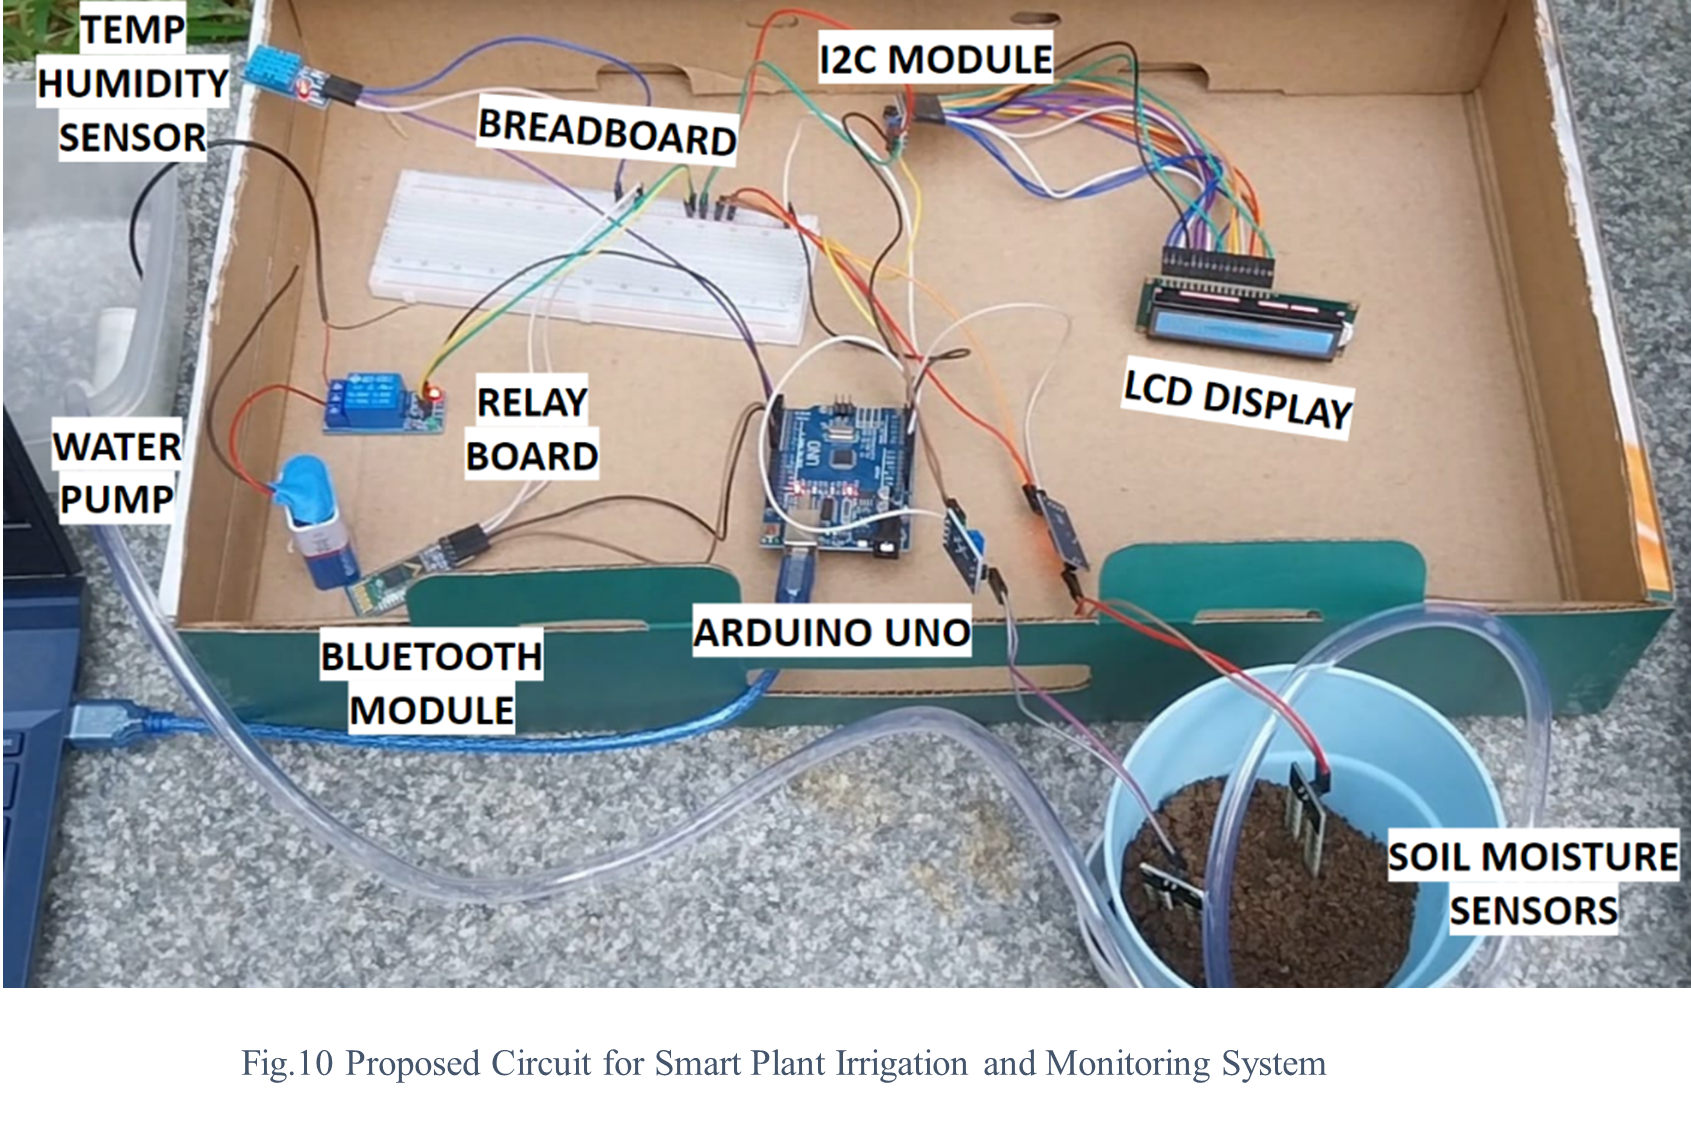 TEMP
HUMIDITY
SENSOR
I2C MODULE
BREADBOARD
RELAY
BOARD
LCD DISPLAY
WATER
PUMP
UNO
ARDUINO UNO
BLUETOOTH
MODULE
SOIL MOISTURE
SENSORS
Fig.10 Proposed Circuit for Smart Plant Irrigation and Monitoring System